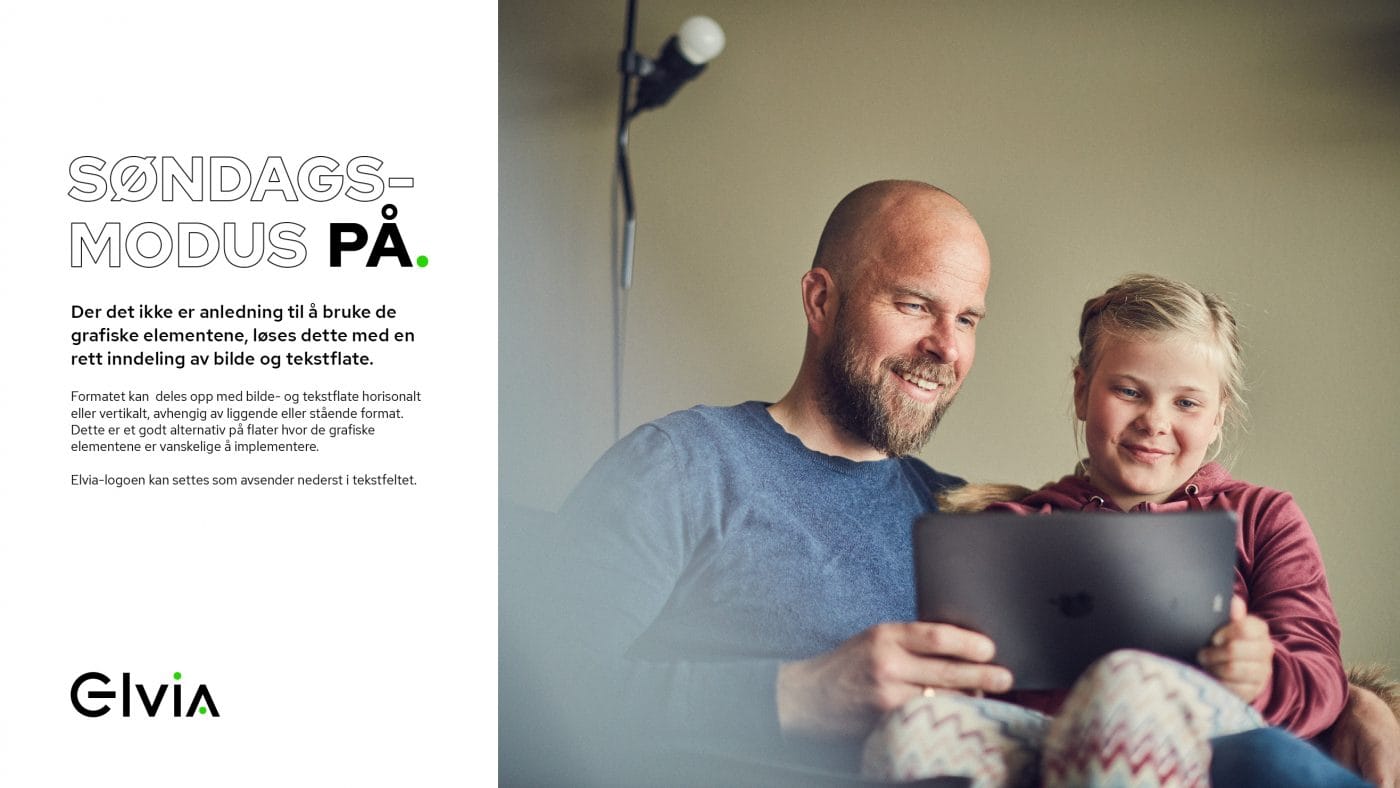 SØNDAGS-
MODUS PÅ.
Der det ikke er anledning til å bruke de
grafiske elementene, løses dette med en
rett inndeling av bilde og tekstflate.
Formatet kan  deles opp med bilde- og tekstflate horisonalt
eller vertikalt, avhengig av liggende eller stående format.
Dette er et godt alternativ på flater hvor de grafiske
elementene er vanskelige å implementere.
Elvia-logoen kan settes som avsender nederst i tekstfeltet.
Elvia